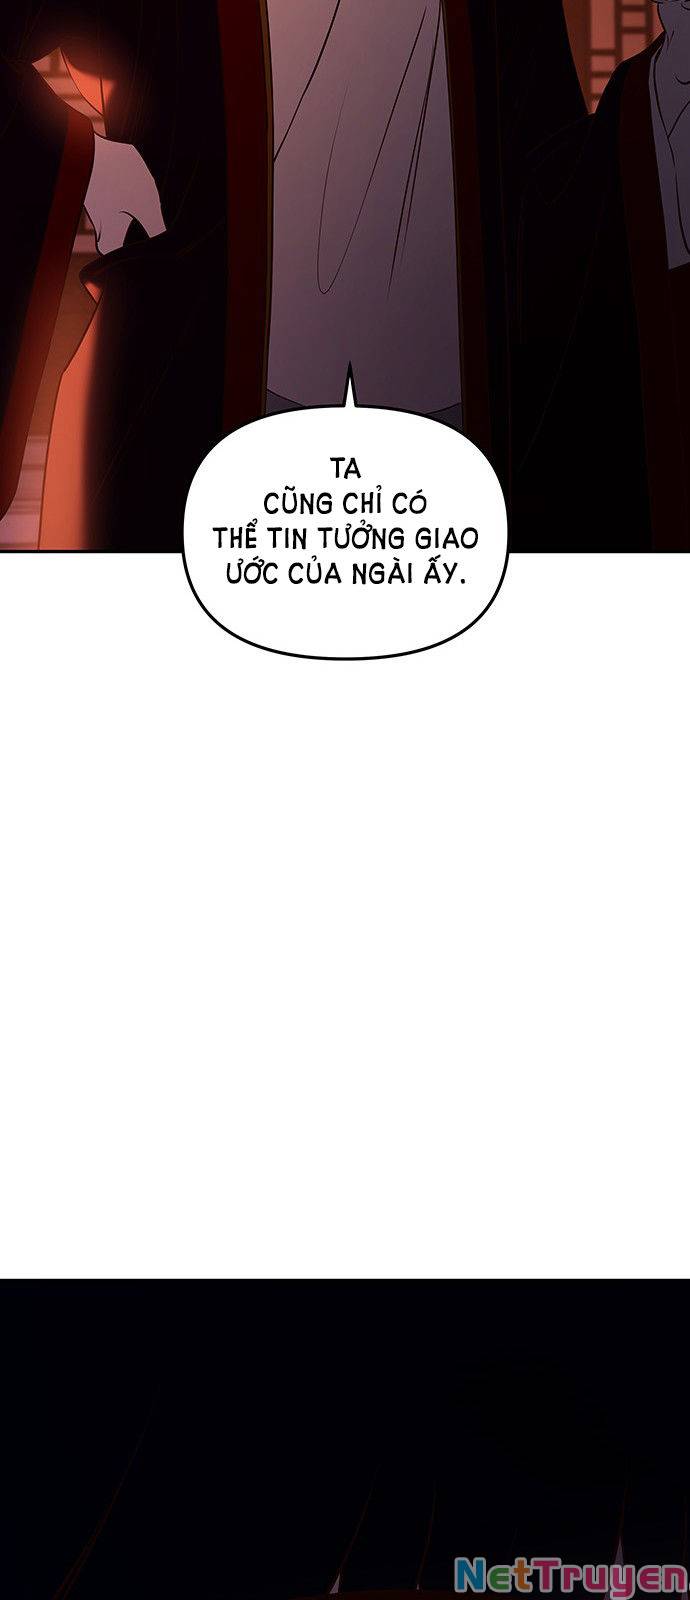 TA
CŨNG CHỈ CÓ
THỂ TIN TƯỞNG GIAO
ƯỚC CỦA NGÀI ẤY.
NetTruyen